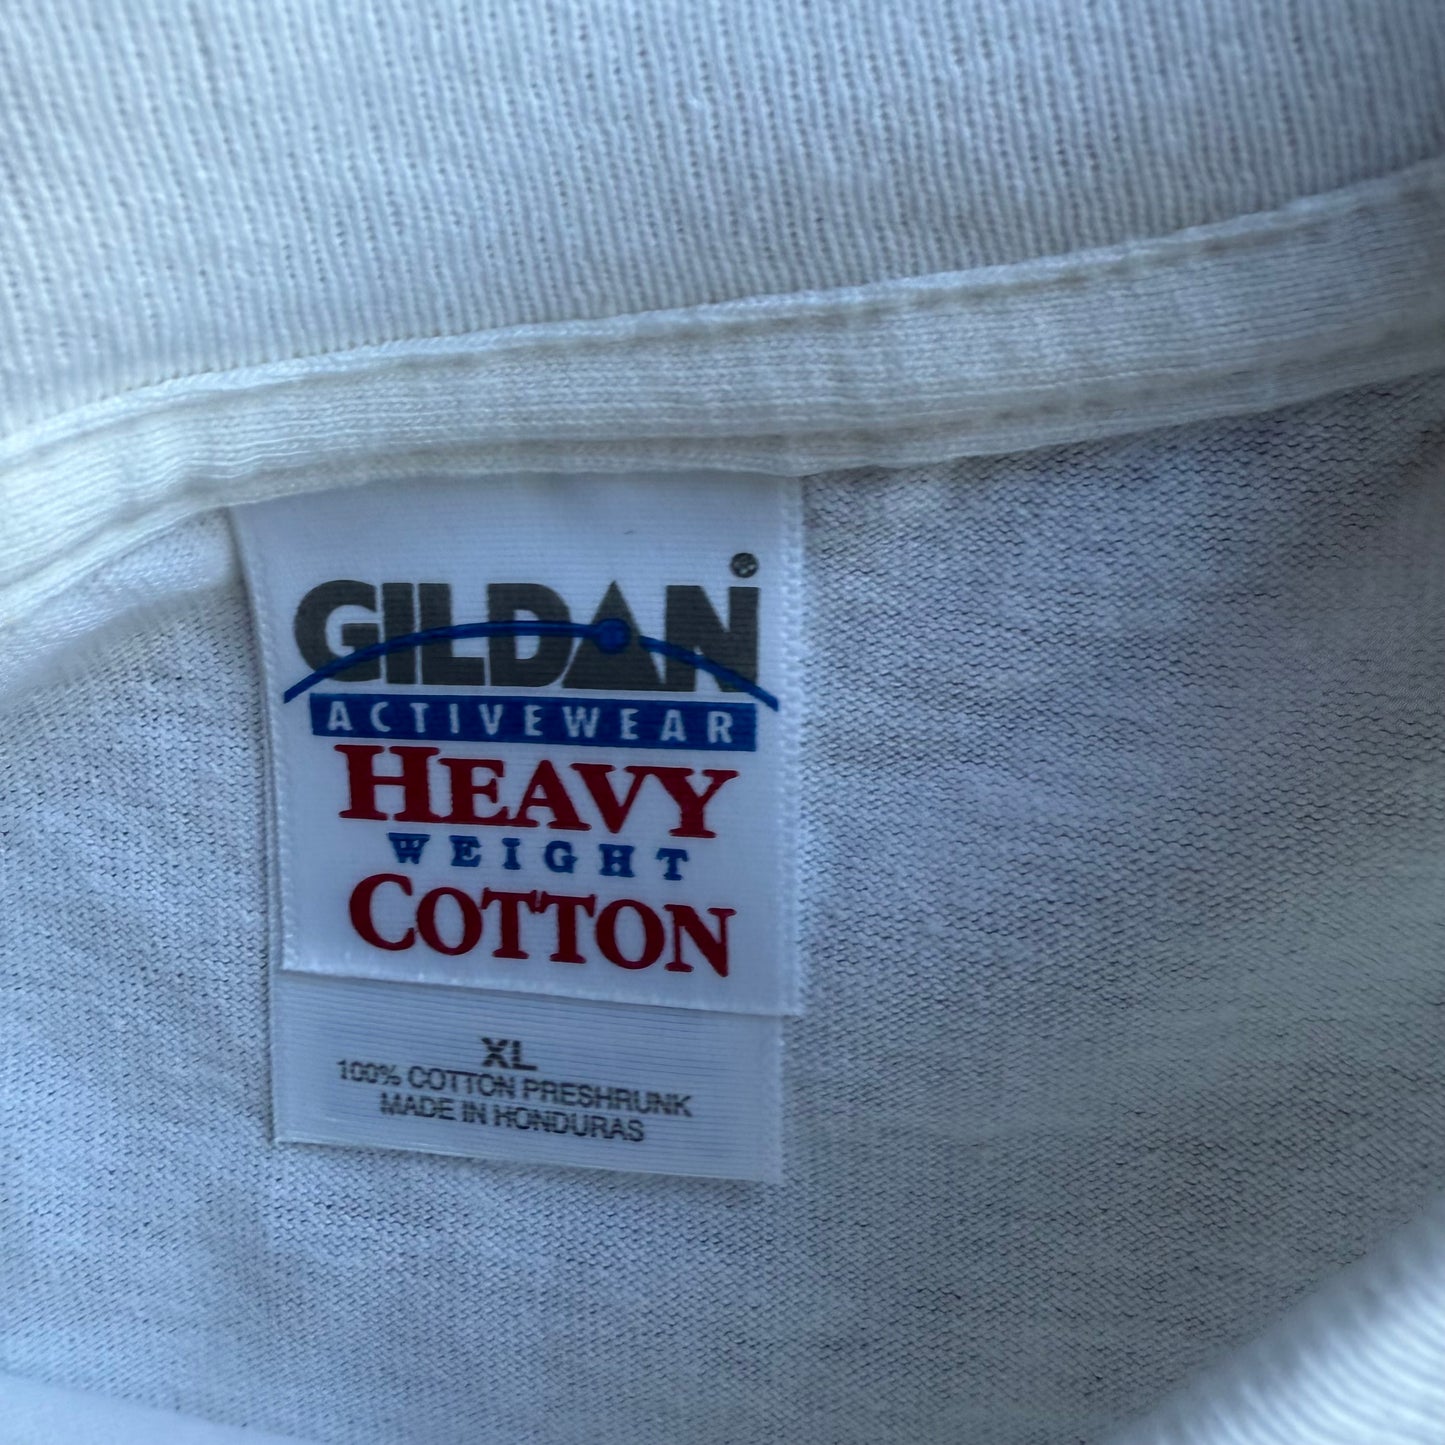 GILDAN®
ACTIVEWEAR
HEAVY
WEIGHT
COTTON
XL
100% COTTON PRESHRUNK
MADE IN HONDURAS